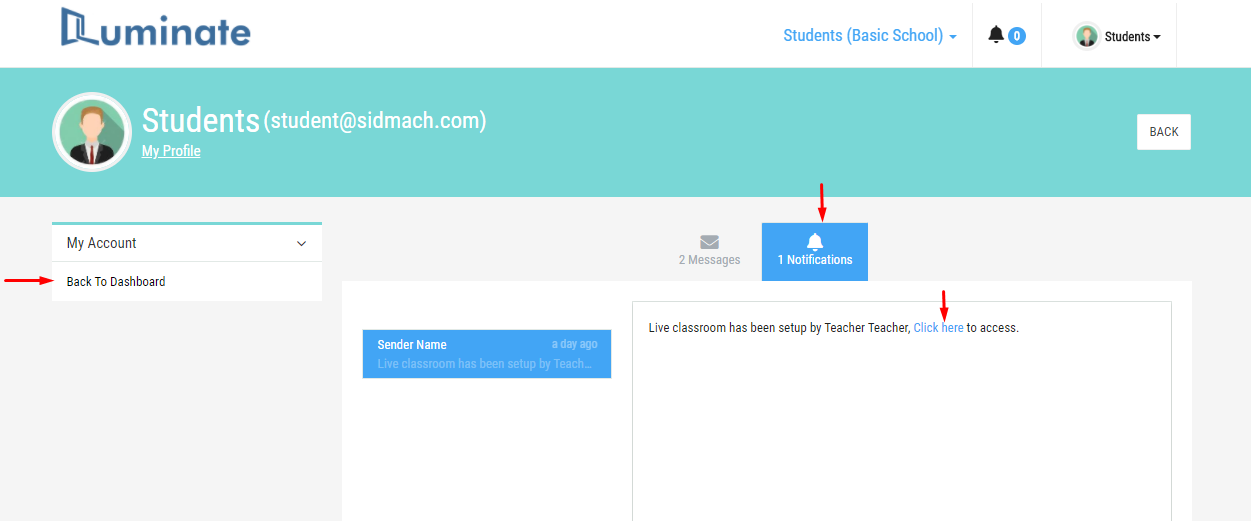 Luminate
Students (Basic School)
0
Students
Students (student@sidmach.com)
My Profile
BACK
My Account
Back To Dashboard
2 Messages
1 Notifications
Sender Name
a day ago
Live classroom has been setup by Teach...
Live classroom has been setup by Teacher Teacher, Click here to access.